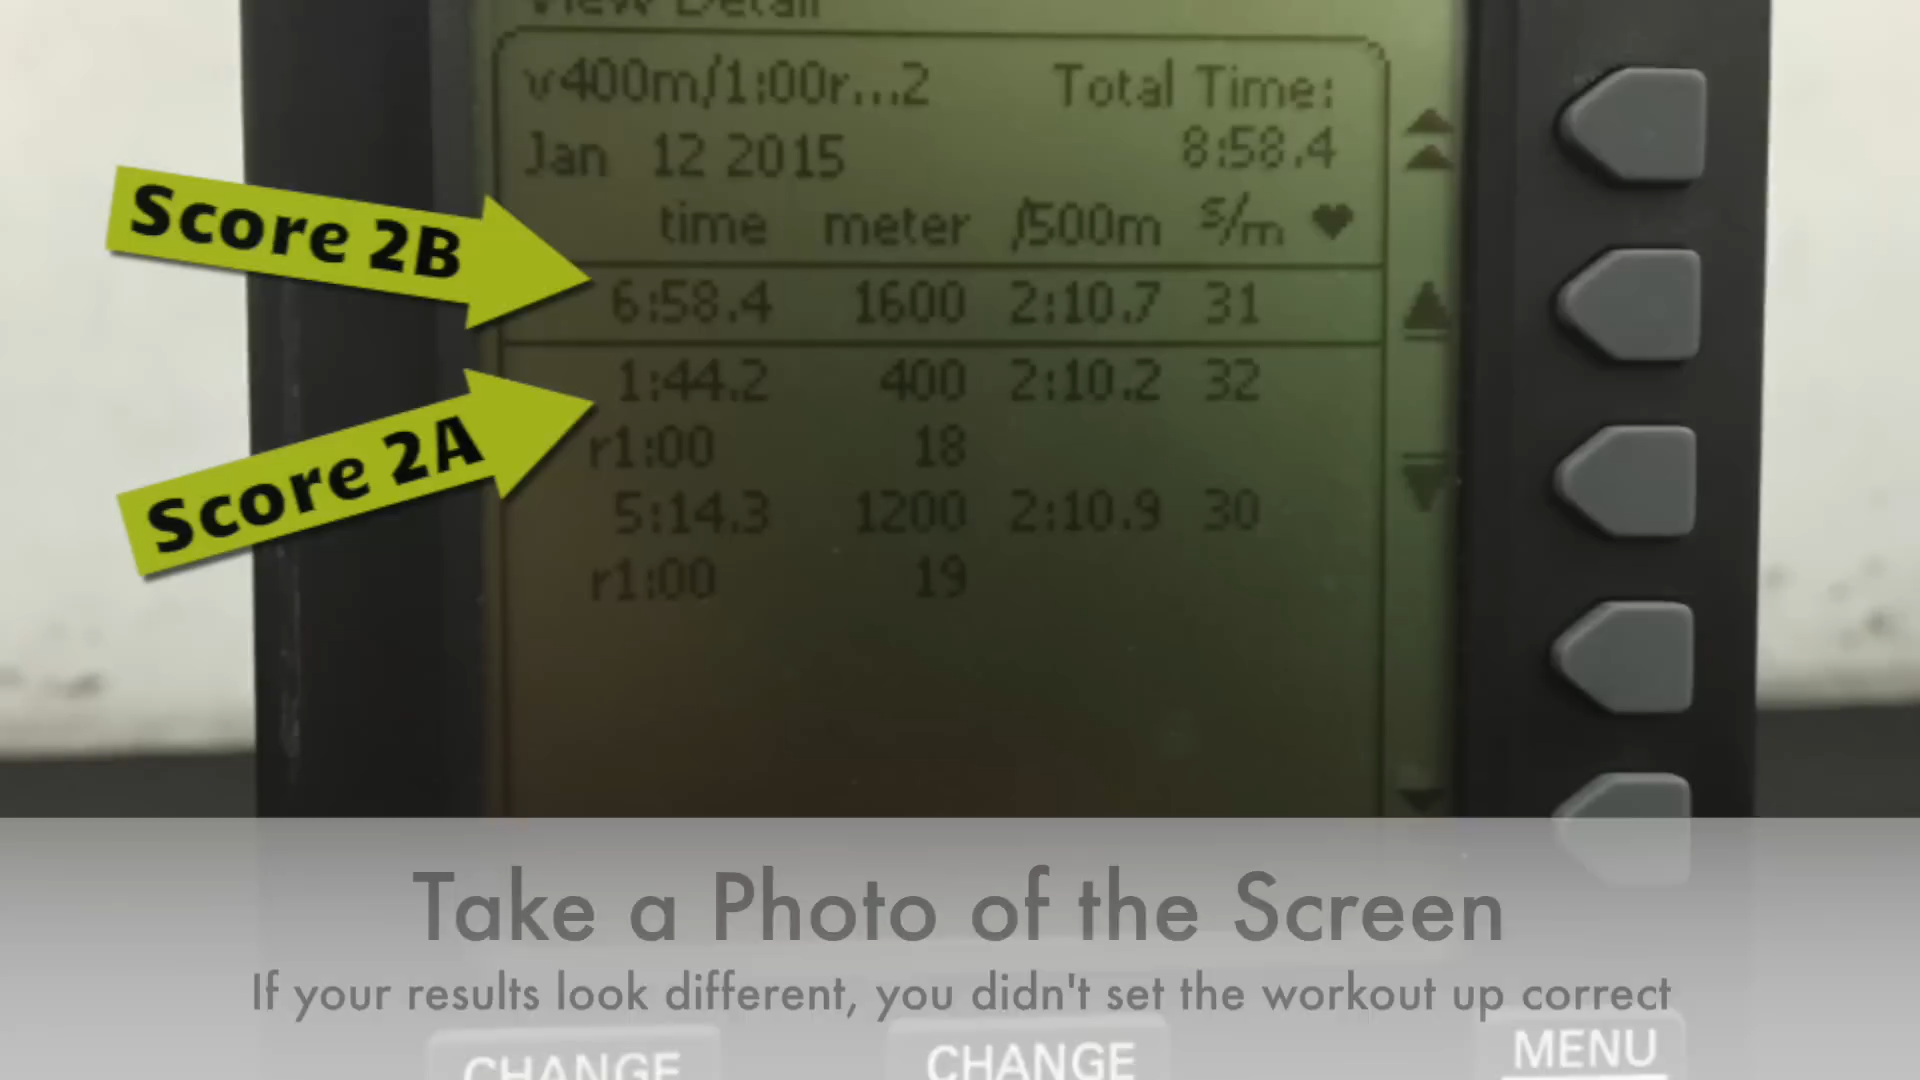 View Detail
v400m/1:00r...2 Total Time:
Jan 12 2015 8:58.4
time meter /500m s/m ♥
6:58.4 1600 2:10.7 31
1:44.2 400 2:10.2 32
r1:00 18
5:14.3 1200 2:10.9 30
r1:00 19
Score 2B
Score 2A
Take a Photo of the Screen
If your results look different, you didn't set the workout up correct
CHANGE CHANGE MENU